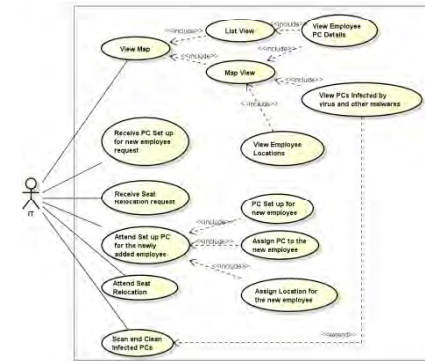 <<include>>
List View
<<include>>
View Employee
PC Details
View Map
<<include>>
<<include>>
Map View
<<include>>
View PCs Infected by
virus and other malwares
<<include>>
Receive PC Set up
for new employee
request
View Employee
Locations
IT
Receive Seat
Relocation request
PC Set up for
new employee
<<include>>
Attend Set up PC
for the newly
added employee
<<include>>
Assign PC to the
new employee
<<include>>
Attend Seat
Relocation
Assign Location for
the new employee
Scan and Clean
Infected PCs
<<extend>>